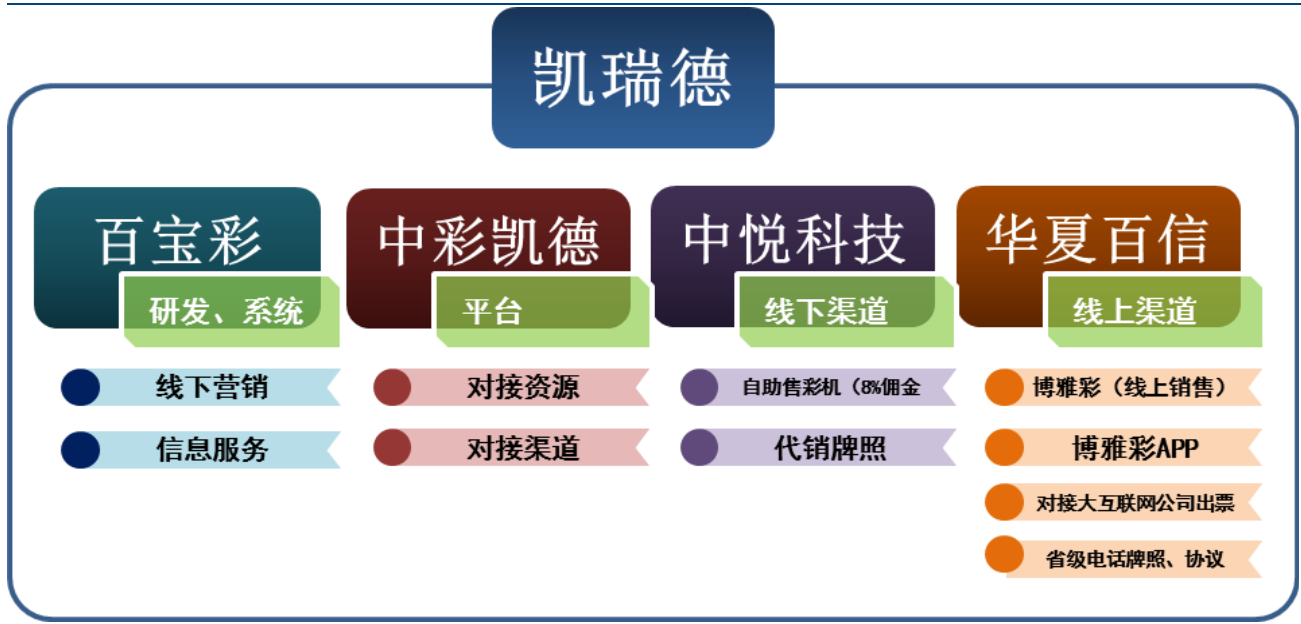 凯瑞德
百宝彩
研发、系统
线下营销
信息服务
中彩凯德
平台
对接资源
对接渠道
中悦科技
线下渠道
自助售彩机（8%佣金
代销牌照
华夏百信
线上渠道
博雅彩（线上销售）
博雅彩APP
对接大互联网公司出票
省级电话牌照、协议